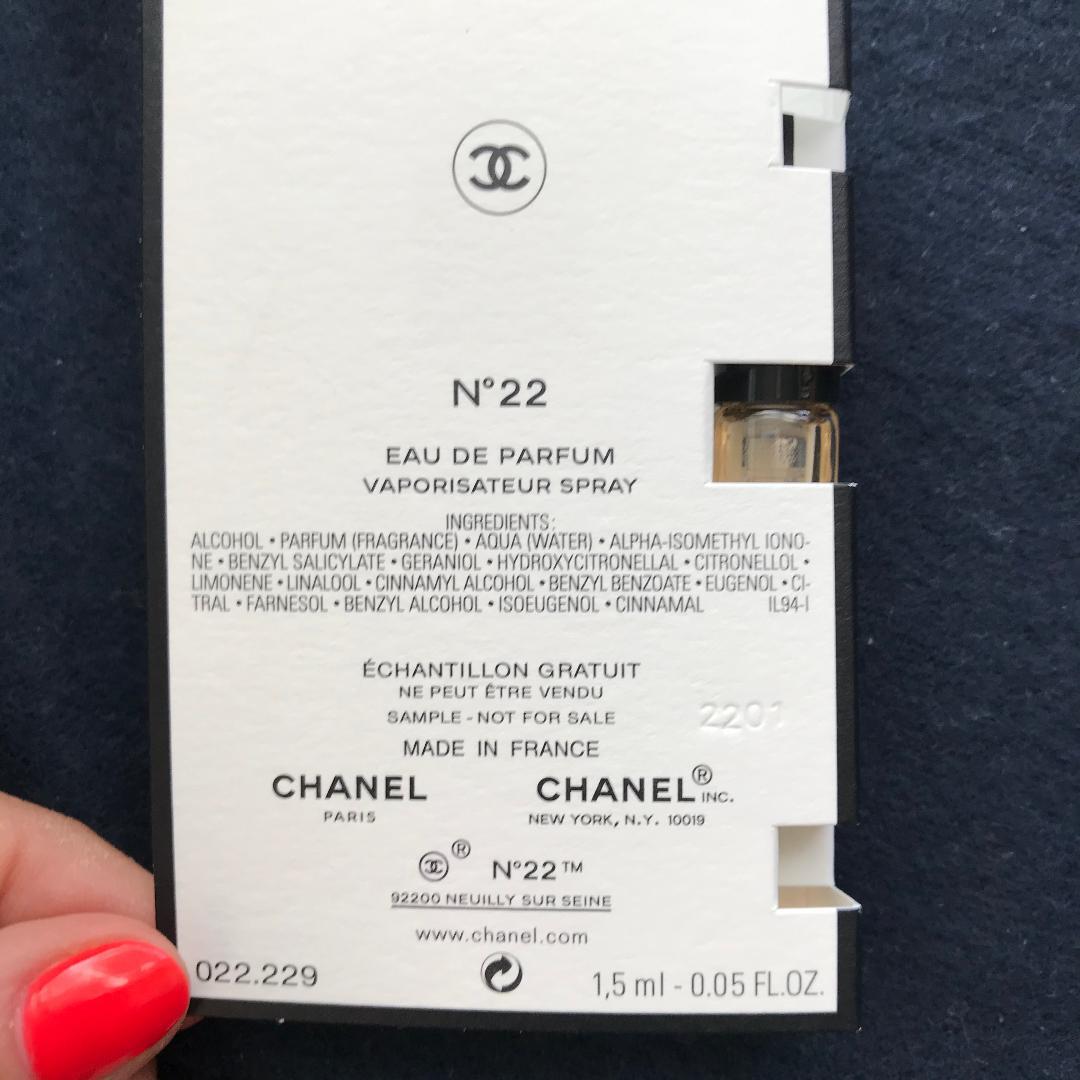 N°22
EAU DE PARFUM
VAPORISATEUR SPRAY
INGREDIENTS:
ALCOHOL • PARFUM (FRAGRANCE) • AQUA (WATER) • ALPHA-ISOMETHYL IONO-
NE • BENZYL SALICYLATE • GERANIOL • HYDROXYCITRONELLAL • CITRONELLOL •
LIMONENE • LINALOOL • CINNAMYL ALCOHOL • BENZYL BENZOATE • EUGENOL • CI-
TRAL • FARNESOL • BENZYL ALCOHOL • ISOEUGENOL • CINNAMAL IL94-I
ÉCHANTILLON GRATUIT
NE PEUT ÊTRE VENDU
SAMPLE - NOT FOR SALE
2201
MADE IN FRANCE
CHANEL CHANEL® INC.
PARIS NEW YORK, N.Y. 10019
® N°22™
92200 NEUILLY SUR SEINE
www.chanel.com
022.229 1,5 ml - 0.05 FL.OZ.